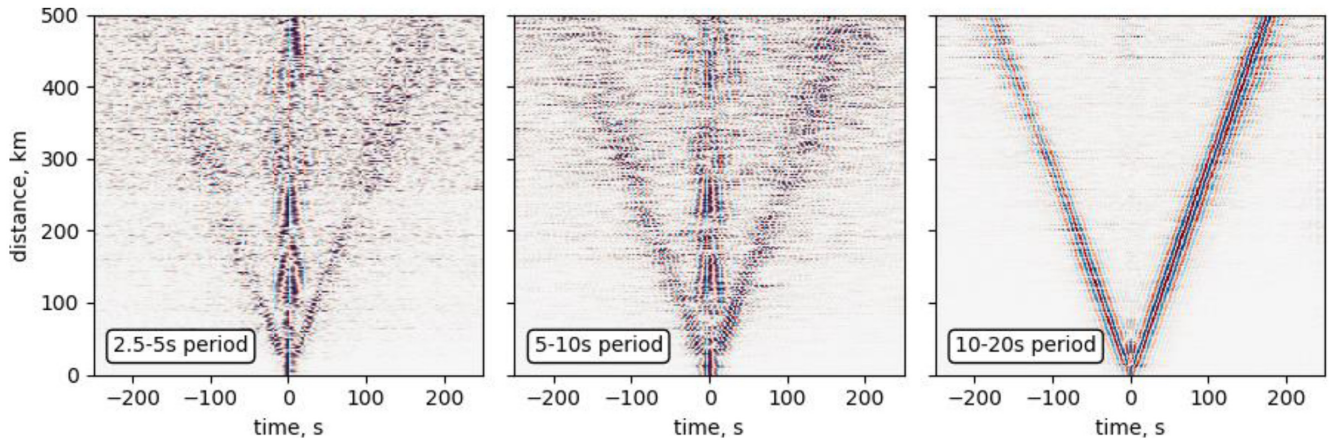 500
400
300
200
100
0
distance, km
2.5-5s period
5-10s period
10-20s period
−200 −100 0 100 200
−200 −100 0 100 200
−200 −100 0 100 200
time, s
time, s
time, s